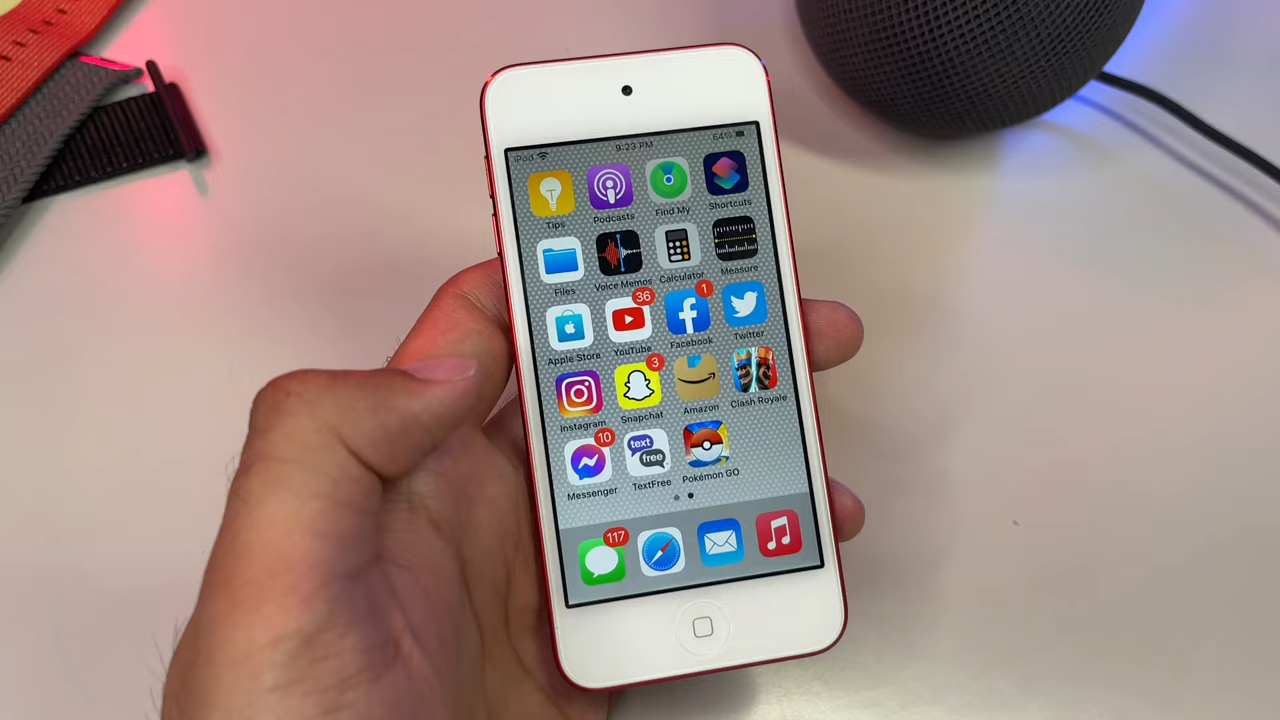 iPod 9:23 PM 64%
Tips Podcasts Find My Shortcuts
Files Voice Memos Calculator Measure
36 1
Apple Store YouTube Facebook Twitter
3
Instagram Snapchat Amazon Clash Royale
10 text free
Messenger TextFree Pokémon GO
117